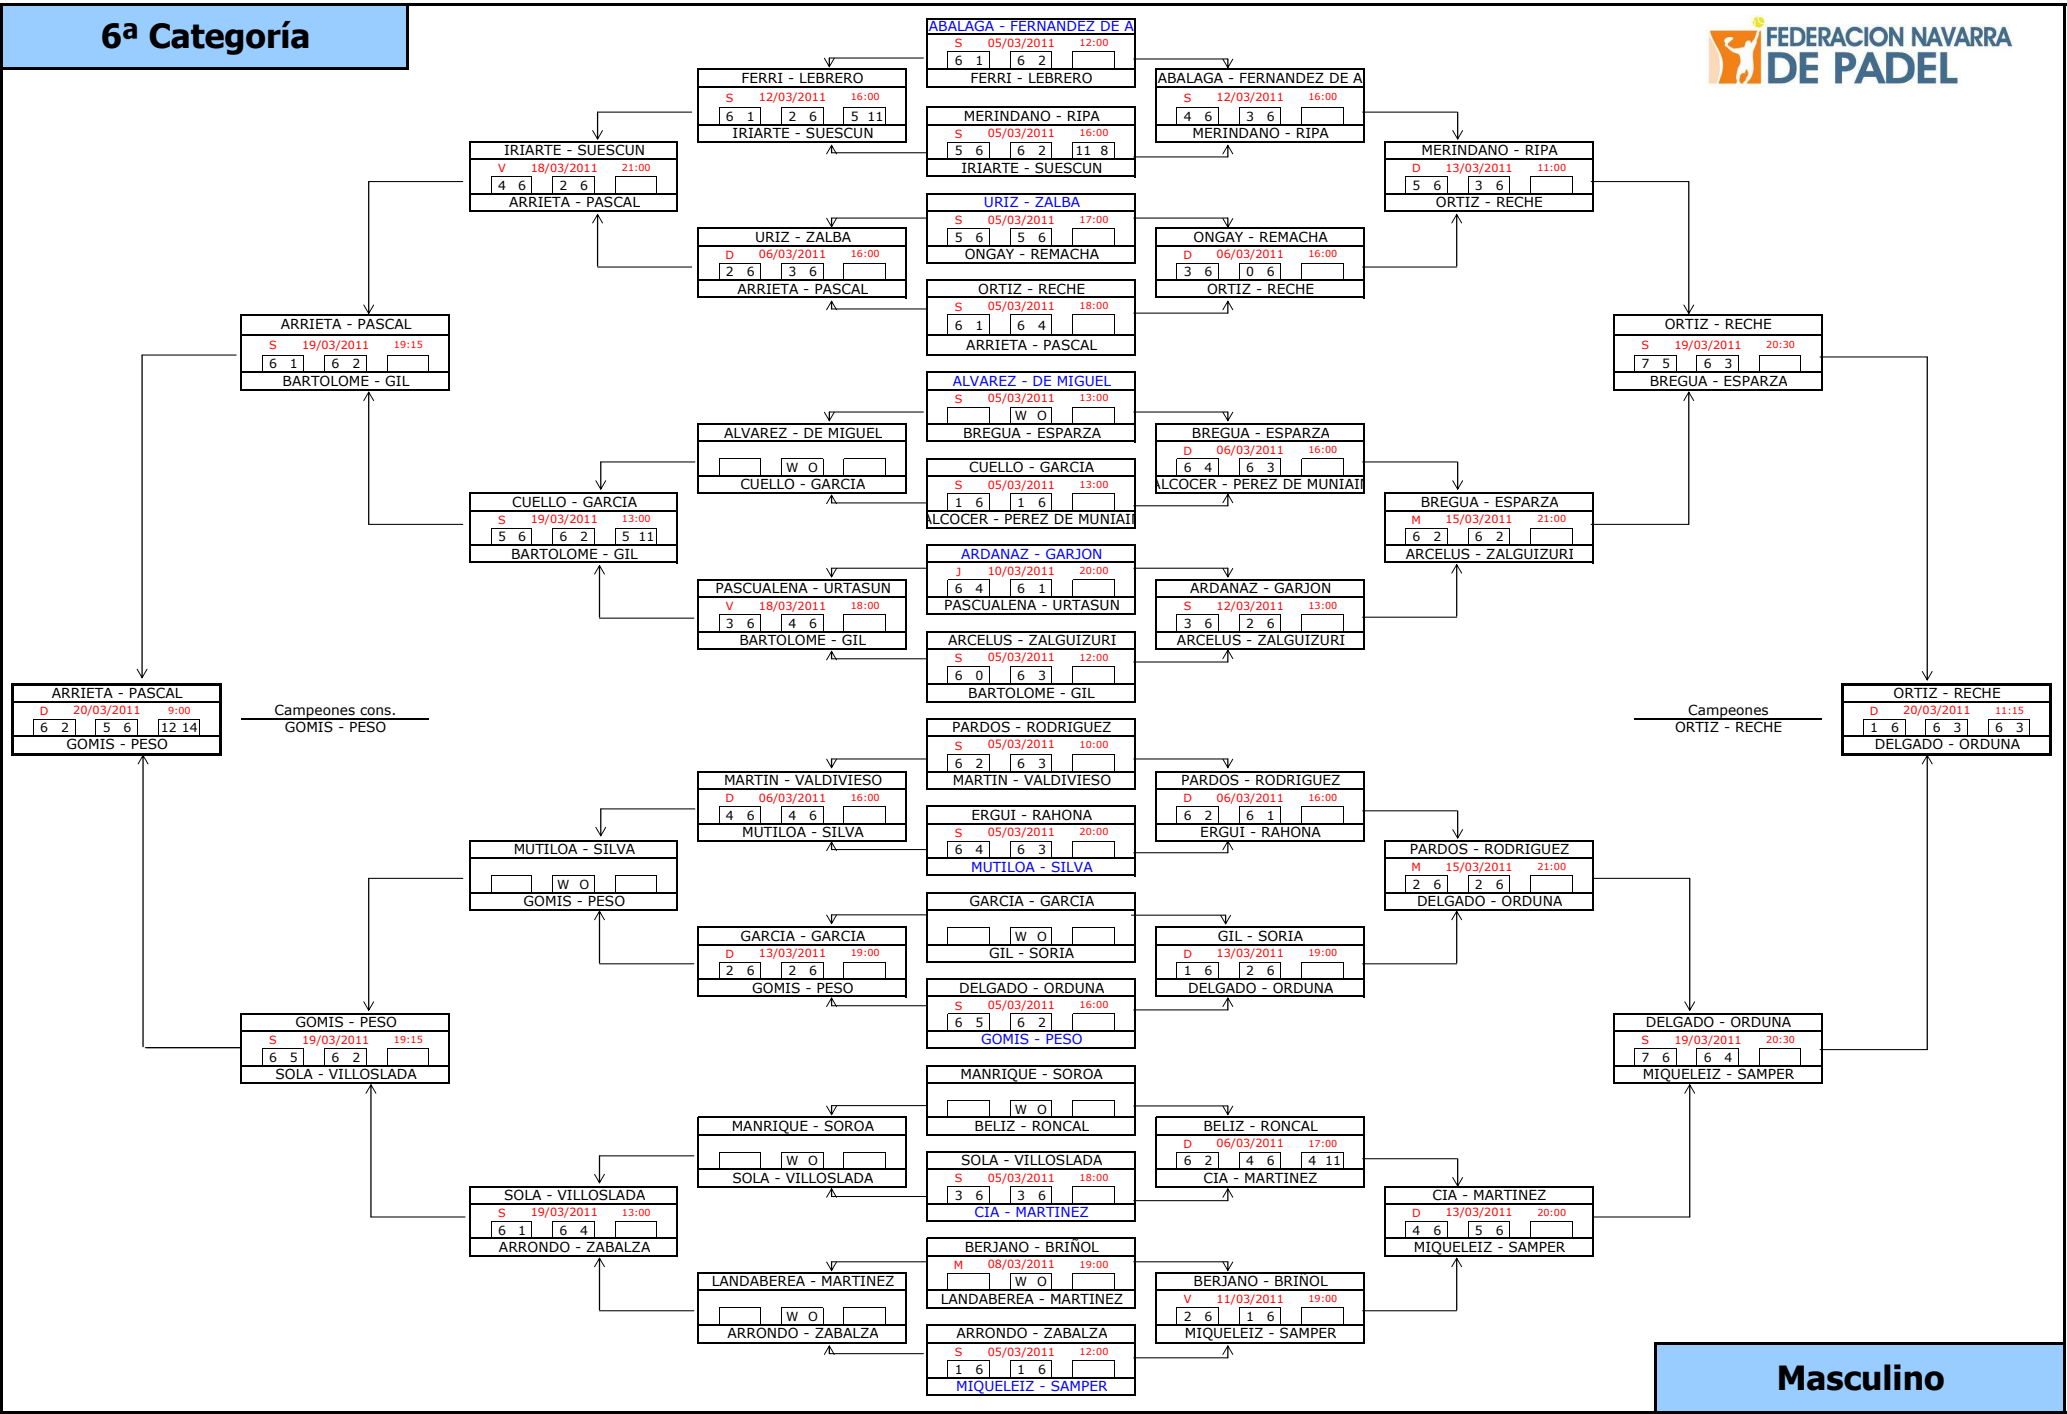 6ª Categoría
FEDERACION NAVARRA
DE PADEL
ARRIETA - PASCAL
D 20/03/2011 9:00
6 2 5 6 12 14
GOMIS - PESO
Campeones cons.
GOMIS - PESO
ARRIETA - PASCAL
S 19/03/2011 19:15
6 1 6 2
BARTOLOME - GIL
GOMIS - PESO
S 19/03/2011 19:15
6 5 6 2
SOLA - VILLOSLADA
IRIARTE - SUESCUN
V 18/03/2011 21:00
4 6 2 6
ARRIETA - PASCAL
CUELLO - GARCIA
S 19/03/2011 13:00
5 6 6 2 5 11
BARTOLOME - GIL
MUTILOA - SILVA
W O
GOMIS - PESO
SOLA - VILLOSLADA
S 19/03/2011 13:00
6 1 6 4
ARRONDO - ZABALZA
FERRI - LEBRERO
S 12/03/2011 16:00
6 1 2 6 5 11
IRIARTE - SUESCUN
URIZ - ZALBA
D 06/03/2011 16:00
2 6 3 6
ARRIETA - PASCAL
ALVAREZ - DE MIGUEL
W O
CUELLO - GARCIA
PASCUALENA - URTASUN
V 18/03/2011 18:00
3 6 4 6
BARTOLOME - GIL
MARTIN - VALDIVIESO
D 06/03/2011 16:00
4 6 4 6
MUTILOA - SILVA
GARCIA - GARCIA
D 13/03/2011 19:00
2 6 2 6
GOMIS - PESO
MANRIQUE - SOROA
W O
SOLA - VILLOSLADA
LANDABEREA - MARTINEZ
W O
ARRONDO - ZABALZA
ABALAGA - FERNANDEZ DE A
S 05/03/2011 12:00
6 1 6 2
FERRI - LEBRERO
MERINDANO - RIPA
S 05/03/2011 16:00
5 6 6 2 11 8
IRIARTE - SUESCUN
URIZ - ZALBA
S 05/03/2011 17:00
5 6 5 6
ONGAY - REMACHA
ORTIZ - RECHE
S 05/03/2011 18:00
6 1 6 4
ARRIETA - PASCAL
ALVAREZ - DE MIGUEL
S 05/03/2011 13:00
W O
BREGUA - ESPARZA
CUELLO - GARCIA
S 05/03/2011 13:00
1 6 1 6
ALCOCER - PEREZ DE MUNIAIN
ARDANAZ - GARJON
J 10/03/2011 20:00
6 4 6 1
PASCUALENA - URTASUN
ARCELUS - ZALGUIZURI
S 05/03/2011 12:00
6 0 6 3
BARTOLOME - GIL
PARDOS - RODRIGUEZ
S 05/03/2011 10:00
6 2 6 3
MARTIN - VALDIVIESO
ERGUI - RAHONA
S 05/03/2011 20:00
6 4 6 3
MUTILOA - SILVA
GARCIA - GARCIA
W O
GIL - SORIA
DELGADO - ORDUNA
S 05/03/2011 16:00
6 5 6 2
GOMIS - PESO
MANRIQUE - SOROA
W O
BELIZ - RONCAL
SOLA - VILLOSLADA
S 05/03/2011 18:00
3 6 3 6
CIA - MARTINEZ
BERJANO - BRIÑOL
M 08/03/2011 19:00
W O
LANDABEREA - MARTINEZ
ARRONDO - ZABALZA
S 05/03/2011 12:00
1 6 1 6
MIQUELEIZ - SAMPER
ABALAGA - FERNANDEZ DE A
S 12/03/2011 16:00
4 6 3 6
MERINDANO - RIPA
ONGAY - REMACHA
D 06/03/2011 16:00
3 6 0 6
ORTIZ - RECHE
BREGUA - ESPARZA
D 06/03/2011 16:00
6 4 6 3
ALCOCER - PEREZ DE MUNIAIN
ARDANAZ - GARJON
S 12/03/2011 13:00
3 6 2 6
ARCELUS - ZALGUIZURI
PARDOS - RODRIGUEZ
D 06/03/2011 16:00
6 2 6 1
ERGUI - RAHONA
GIL - SORIA
D 13/03/2011 19:00
1 6 2 6
DELGADO - ORDUNA
BELIZ - RONCAL
D 06/03/2011 17:00
6 2 4 6 4 11
CIA - MARTINEZ
BERJANO - BRIÑOL
V 11/03/2011 19:00
2 6 1 6
MIQUELEIZ - SAMPER
MERINDANO - RIPA
D 13/03/2011 11:00
5 6 3 6
ORTIZ - RECHE
BREGUA - ESPARZA
M 15/03/2011 21:00
6 2 6 2
ARCELUS - ZALGUIZURI
PARDOS - RODRIGUEZ
M 15/03/2011 21:00
2 6 2 6
DELGADO - ORDUNA
CIA - MARTINEZ
D 13/03/2011 20:00
4 6 5 6
MIQUELEIZ - SAMPER
ORTIZ - RECHE
S 19/03/2011 20:30
7 5 6 3
BREGUA - ESPARZA
DELGADO - ORDUNA
S 19/03/2011 20:30
7 6 6 4
MIQUELEIZ - SAMPER
Campeones
ORTIZ - RECHE
ORTIZ - RECHE
D 20/03/2011 11:15
1 6 6 3 6 3
DELGADO - ORDUNA
Masculino